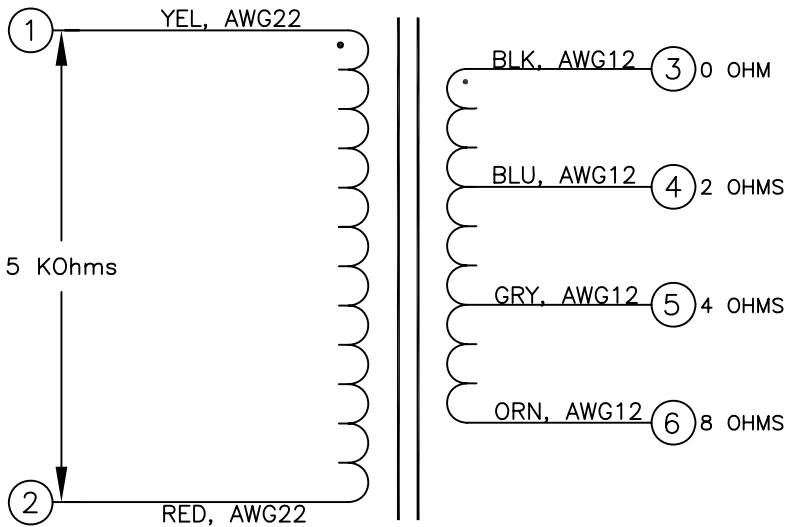 1
YEL, AWG22
5 KOhms
2
RED, AWG22
BLK, AWG12
3
0 OHM
BLU, AWG12
4
2 OHMS
GRY, AWG12
5
4 OHMS
ORN, AWG12
6
8 OHMS